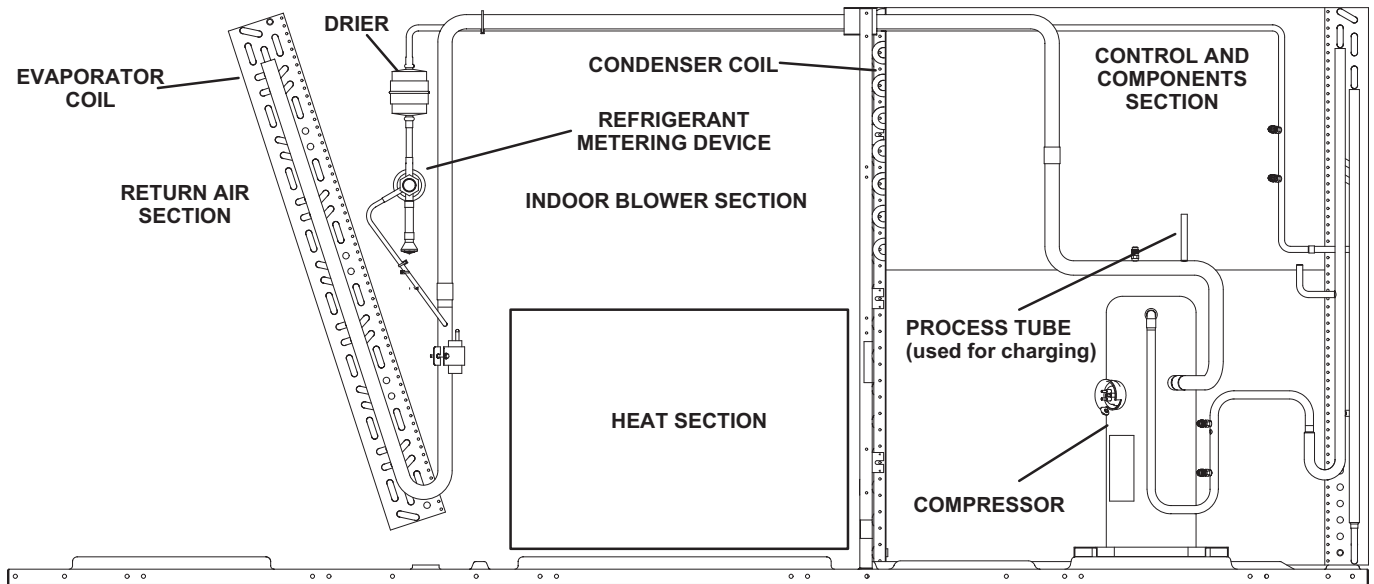 DRIER
EVAPORATOR
COIL
CONDENSER COIL
CONTROL AND
COMPONENTS
SECTION
REFRIGERANT
METERING DEVICE
RETURN AIR
SECTION
INDOOR BLOWER SECTION
PROCESS TUBE
(used for charging)
HEAT SECTION
COMPRESSOR